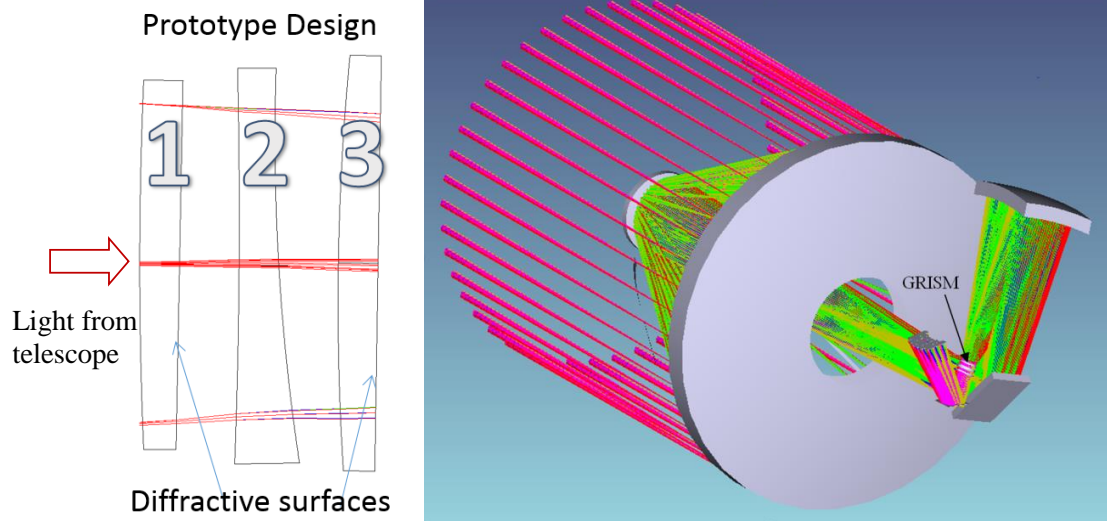 Prototype Design
1 2 3
Light from
telescope
Diffractive surfaces
GRISM